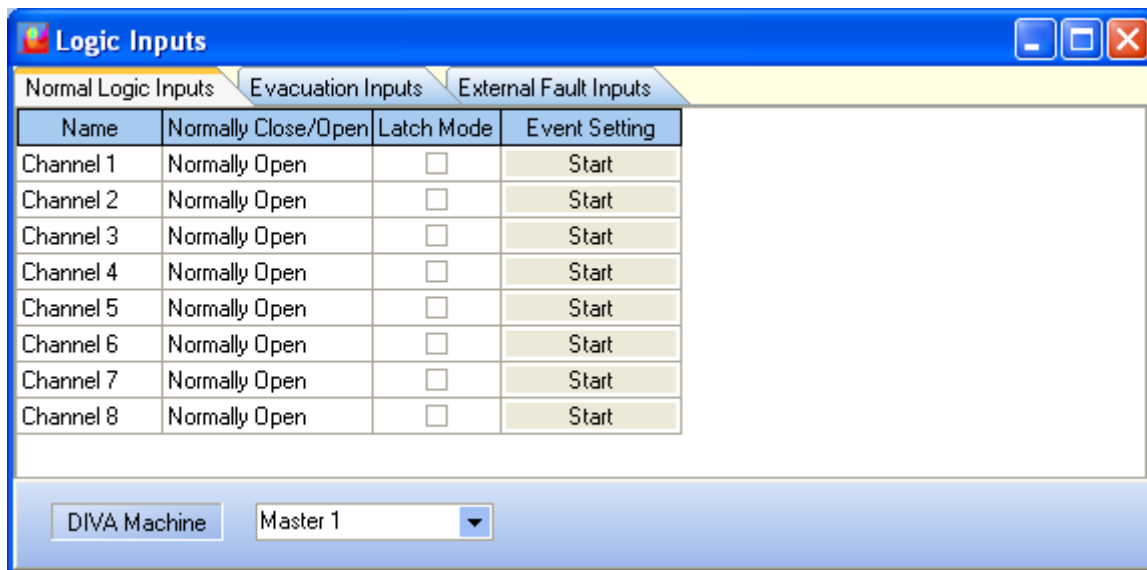 Logic Inputs
Normal Logic Inputs Evacuation Inputs External Fault Inputs
Name Normally Close/Open Latch Mode Event Setting
Channel 1 Normally Open Start
Channel 2 Normally Open Start
Channel 3 Normally Open Start
Channel 4 Normally Open Start
Channel 5 Normally Open Start
Channel 6 Normally Open Start
Channel 7 Normally Open Start
Channel 8 Normally Open Start
DIVA Machine Master 1